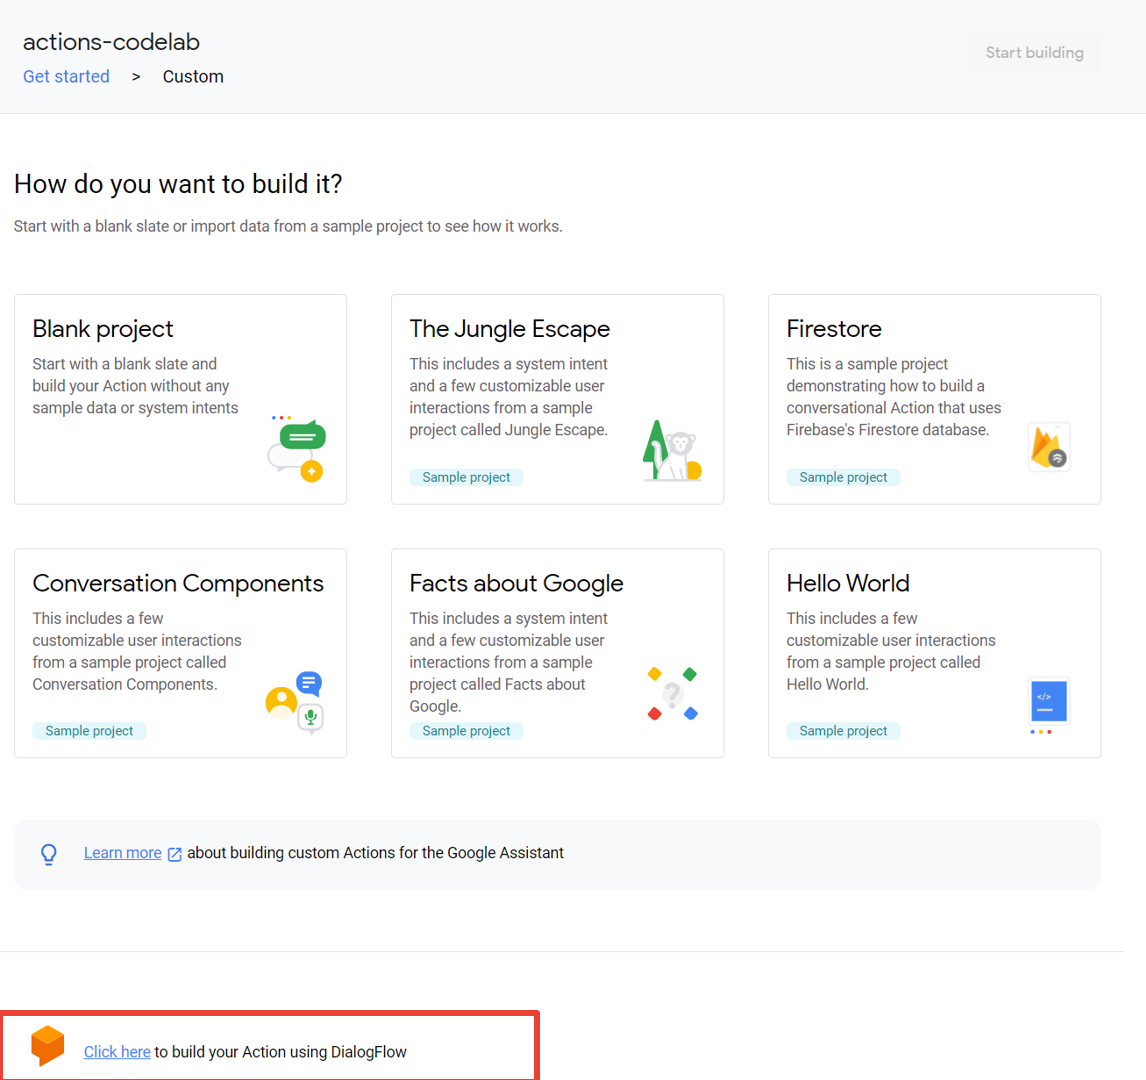 actions-codelab
Start building
Get started > Custom
How do you want to build it?
Start with a blank slate or import data from a sample project to see how it works.
Blank project
Start with a blank slate and
build your Action without any
sample data or system intents
The Jungle Escape
This includes a system intent
and a few customizable user
interactions from a sample
project called Jungle Escape.
Sample project
Firestore
This is a sample project
demonstrating how to build a
conversational Action that uses
Firebase's Firestore database.
Sample project
Conversation Components
This includes a few
customizable user interactions
from a sample project called
Conversation Components.
Sample project
Facts about Google
This includes a system intent
and a few customizable user
interactions from a sample
project called Facts about
Google.
Sample project
Hello World
This includes a few
customizable user interactions
from a sample project called
Hello World.
</>
Sample project
Learn more about building custom Actions for the Google Assistant
Click here to build your Action using DialogFlow